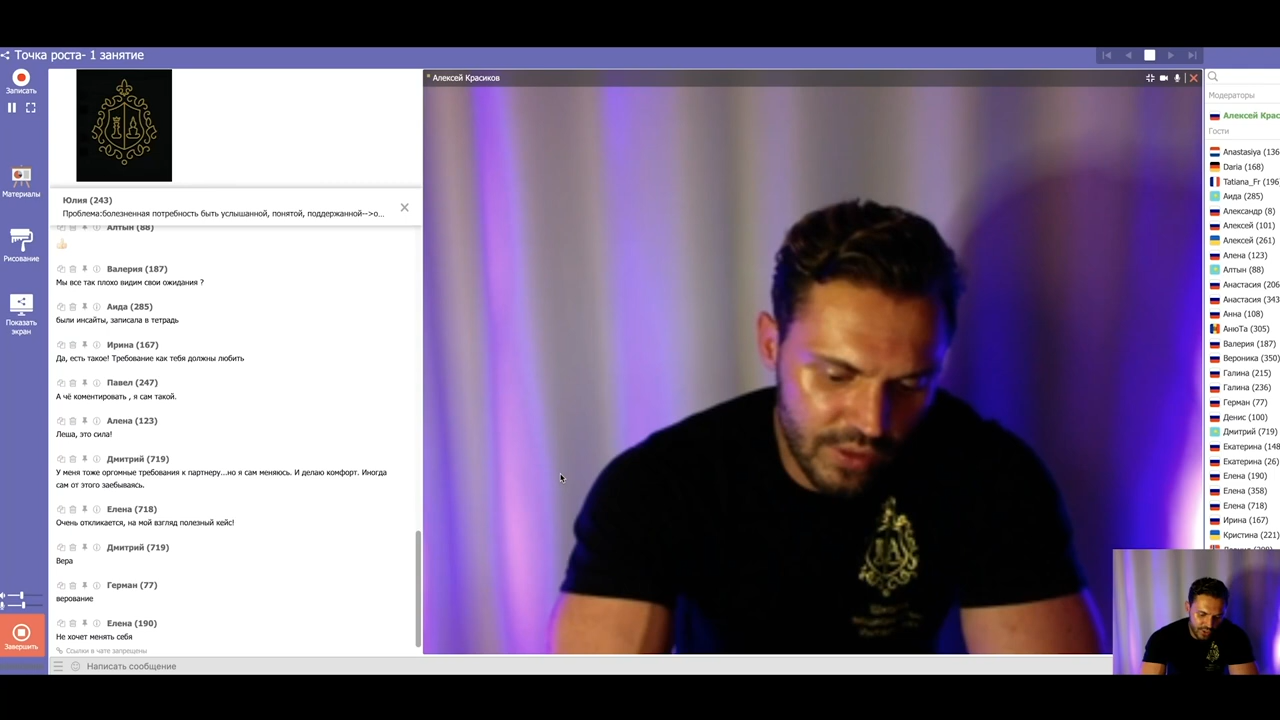 Точка роста- 1 занятие
Записать
Материалы
Рисование
Показать
экран
Завершить
Юлия (243)
Проблема:болезненная потребность быть услышанной, понятой, поддержанной-->о...
Алтын (88)
Валерия (187)
Мы все так плохо видим свои ожидания ?
Аида (285)
были инсайты, записала в тетрадь
Ирина (167)
Да, есть такое! Требование как тебя должны любить
Павел (247)
А чё коментировать , я сам такой.
Алена (123)
Леша, это сила!
Дмитрий (719)
У меня тоже оргомные требования к партнеру...но я сам меняюсь. И делаю комфорт. Иногда
сам от этого заебываясь.
Елена (718)
Очень откликается, на мой взгляд полезный кейс!
Дмитрий (719)
Вера
Герман (77)
верование
Елена (190)
Не хочет менять себя
Ссылки в чате запрещены
Написать сообщение
* Алексей Красиков
Модераторы
Алексей Крас
Гости
Anastasiya (136
Daria (168)
Tatiana_Fr (196
Аида (285)
Александр (8)
Алексей (101)
Алексей (261)
Алена (123)
Алтын (88)
Анастасия (206
Анастасия (343
Анна (108)
АнюТа (305)
Валерия (187)
Вероника (350)
Галина (215)
Галина (236)
Герман (77)
Денис (100)
Дмитрий (719)
Екатерина (148
Екатерина (26)
Елена (190)
Елена (358)
Елена (718)
Ирина (167)
Кристина (221)